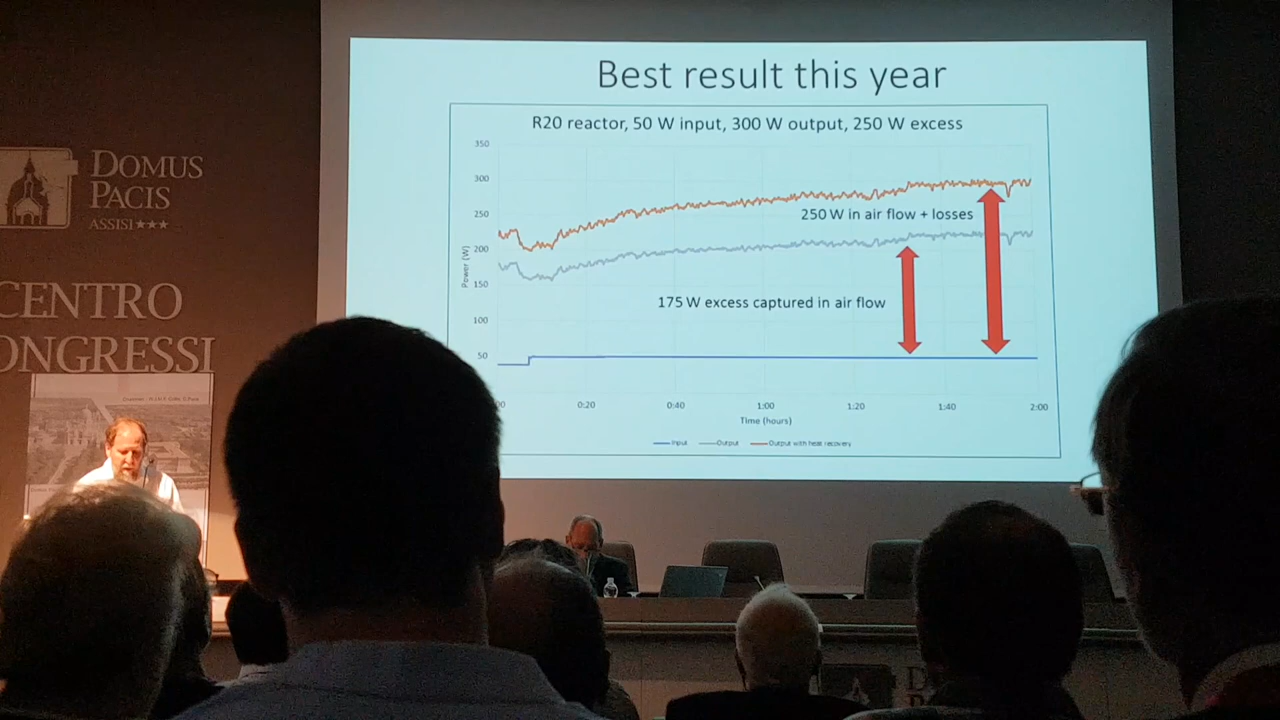 Best result this year
R20 reactor, 50 W input, 300 W output, 250 W excess
350
300
250
200
150
100
50
Power (W)
250 W in air flow + losses
175 W excess captured in air flow
00
0:20
0:40
1:00
1:20
1:40
2:00
Time (hours)
Input
Output
Output with heat recovery
DOMUS
PACIS
ASSISI★★★
CENTRO
ONGRESSI